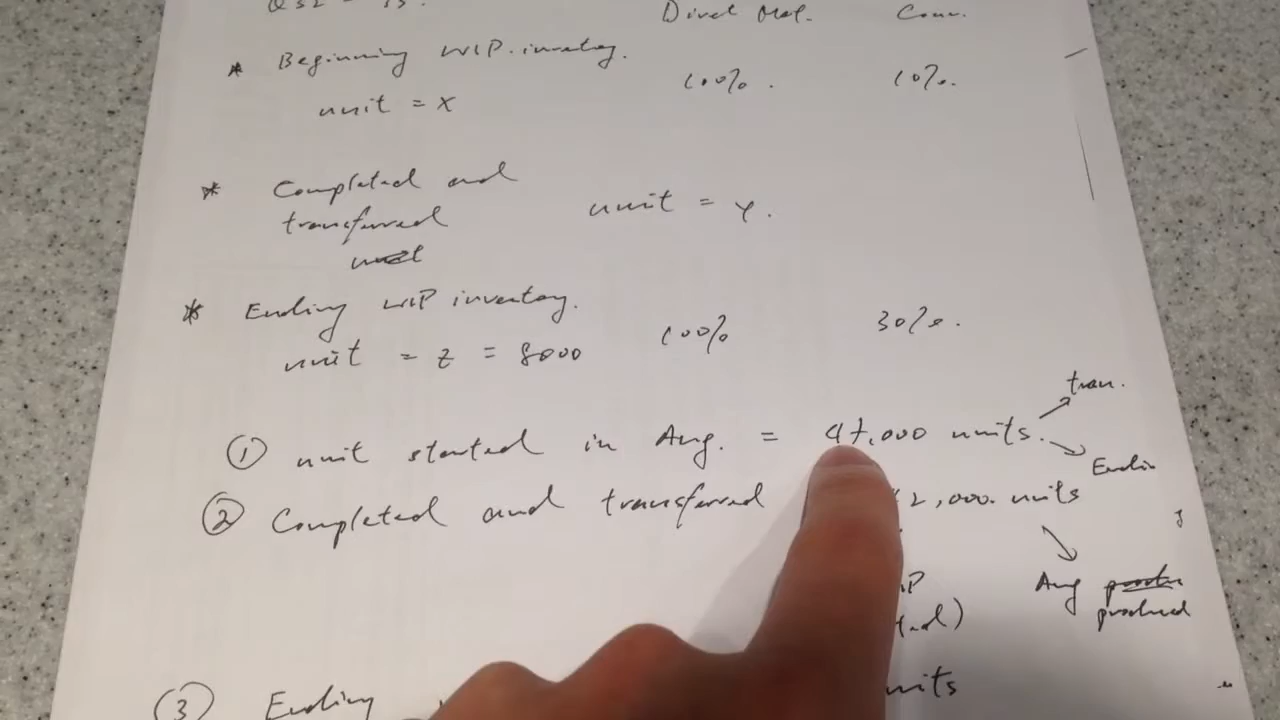 Direct Mat. Conv.
* Beginning WIP inventory. 100%. 10%.
unit = x
* Completed and
transferred unit = y.
* Ending WIP inventory. 100% 30%.
unit = z = 8000
tran.
① unit started in Aug. = 47,000 units.
Endin
② Completed and transferred 2,000. units
Aug
produced
③ Ending units